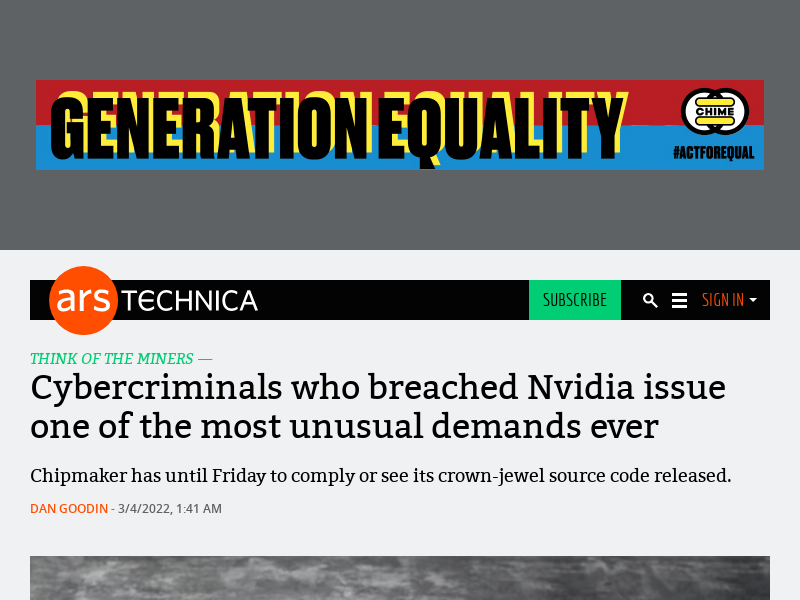 GENERATION EQUALITY
CHIME
#ACTFOREQUAL
ars TECHNICA
SUBSCRIBE
SIGN IN
THINK OF THE MINERS —
Cybercriminals who breached Nvidia issue
one of the most unusual demands ever
Chipmaker has until Friday to comply or see its crown-jewel source code released.
DAN GOODIN - 3/4/2022, 1:41 AM